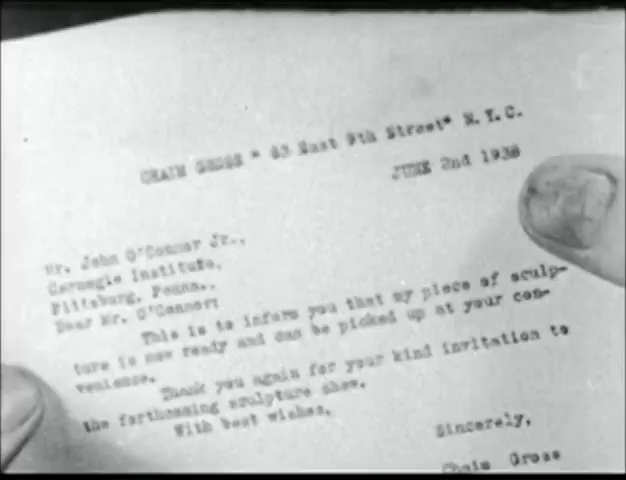 CHAIM GROSS * 63 East 9th Street* N.Y.C.
JUNE 2nd 1938
Mr. John O'Connor Jr.,
Carnegie Institute,
Pittsburg, Penna..
Dear Mr. O'Connor:
This is to inform you that my piece of sculp-
ture is now ready and can be picked up at your con-
venience.
Thank you again for your kind invitation to
the forthcoming sculpture show.
With best wishes,
Sincerely,
Chaim Gross